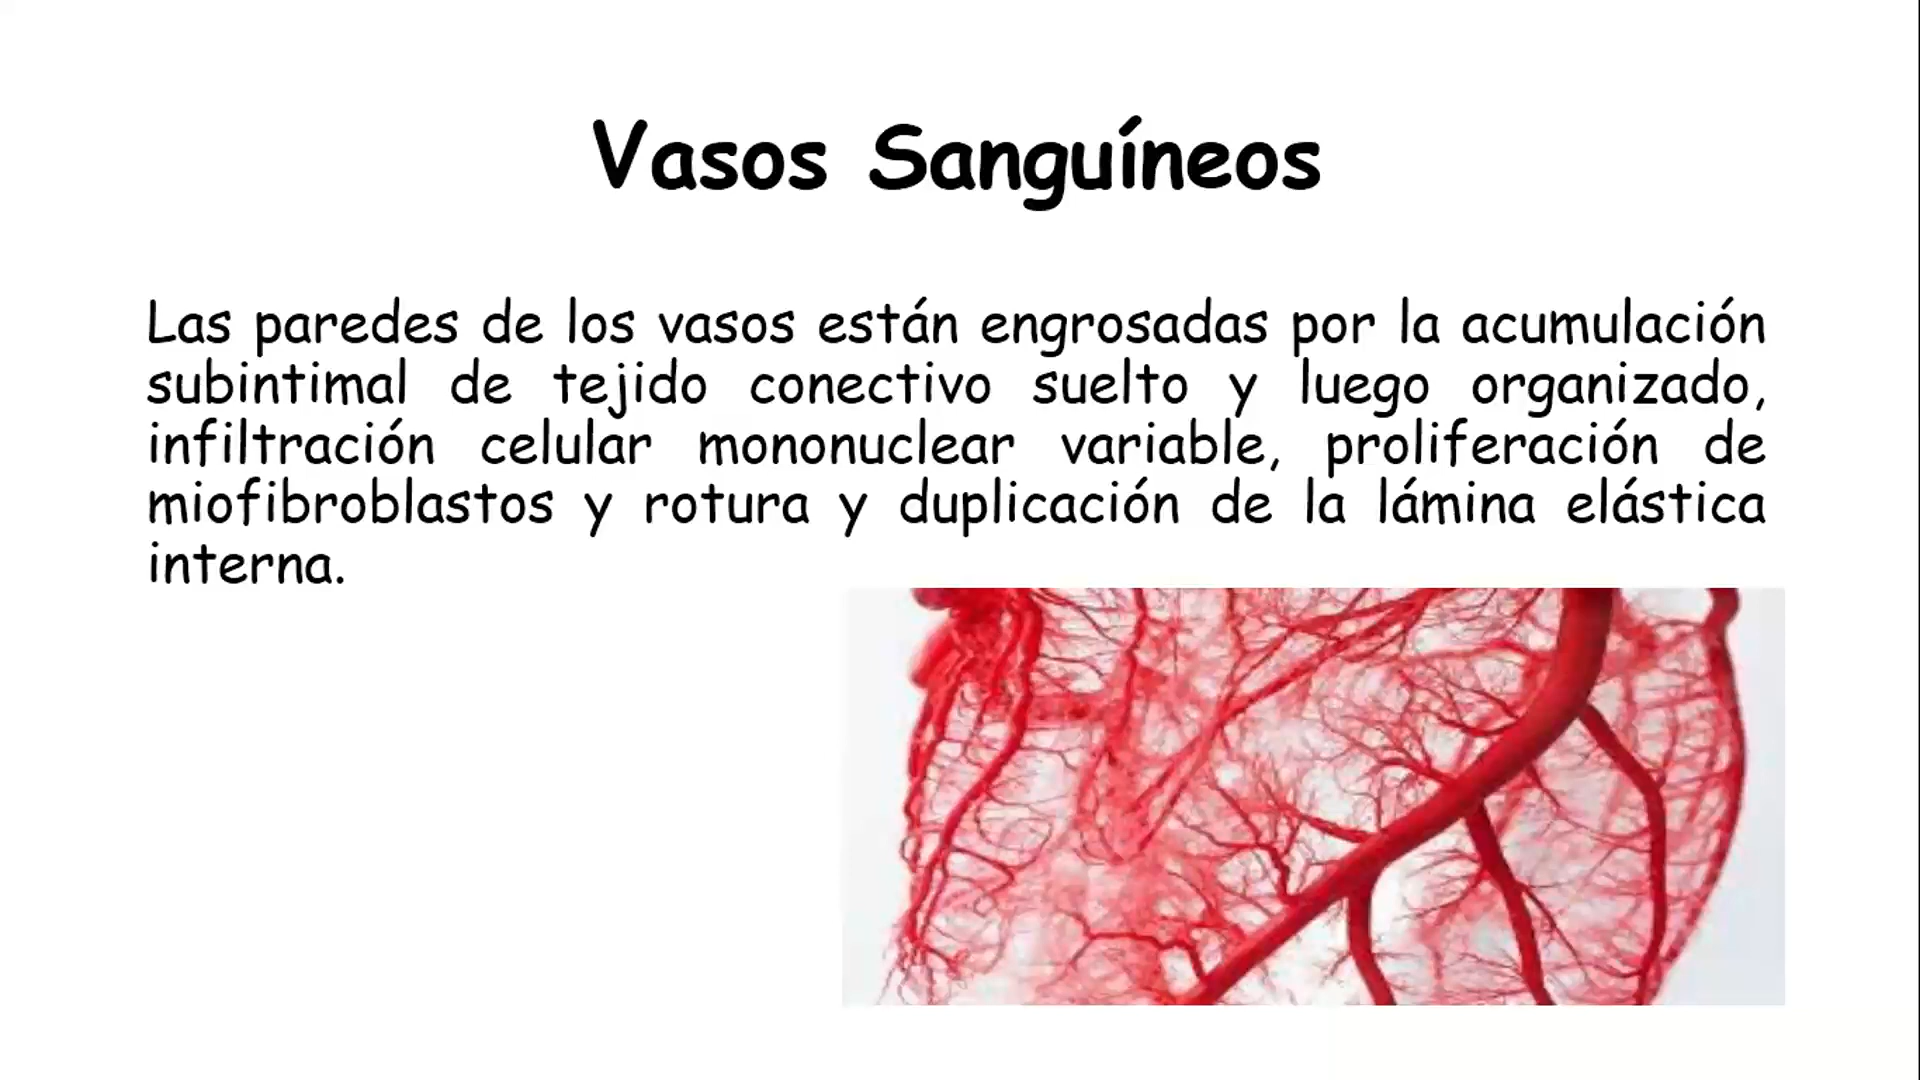 Vasos Sanguíneos
Las paredes de los vasos están engrosadas por la acumulación
subintimal de tejido conectivo suelto y luego organizado,
infiltración celular mononuclear variable, proliferación de
miofibroblastos y rotura y duplicación de la lámina elástica
interna.